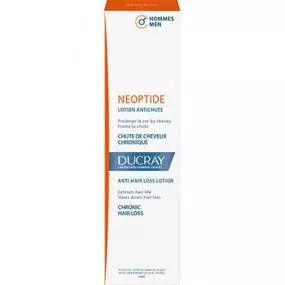 HOMMES
MEN
NEOPTIDE
LOTION ANTICHUTE
Prolonge la vie du cheveu
Freine la chute
CHUTE DE CHEVEUX
CHRONIQUE
DUCRAY
LABORATOIRES DERMATOLOGIQUES
ANTI-HAIR LOSS LOTION
Extends hair life
Slows down hair loss
CHRONIC
HAIR LOSS